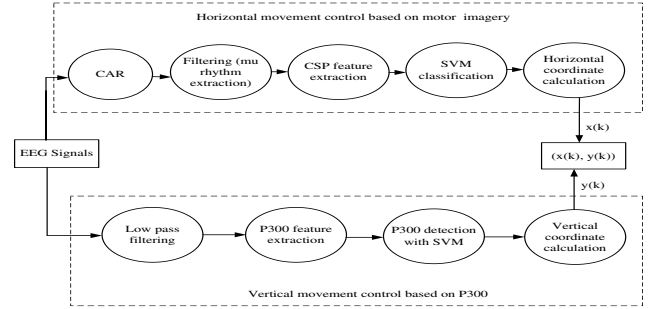 Horizontal movement control based on motor imagery
CAR
Filtering (mu
rhythm
extraction)
CSP feature
extraction
SVM
classification
Horizontal
coordinate
calculation
x(k)
EEG Signals
(x(k), y(k))
y(k)
Low pass
filtering
P300 feature
extraction
P300 detection
with SVM
Vertical
coordinate
calculation
Vertical movement control based on P300